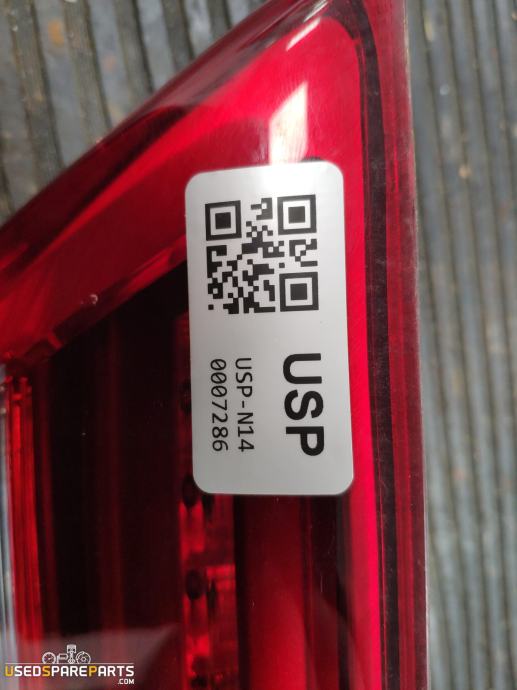 USP
USP-N14
0007286
USEDSPAREPARTS
.COM